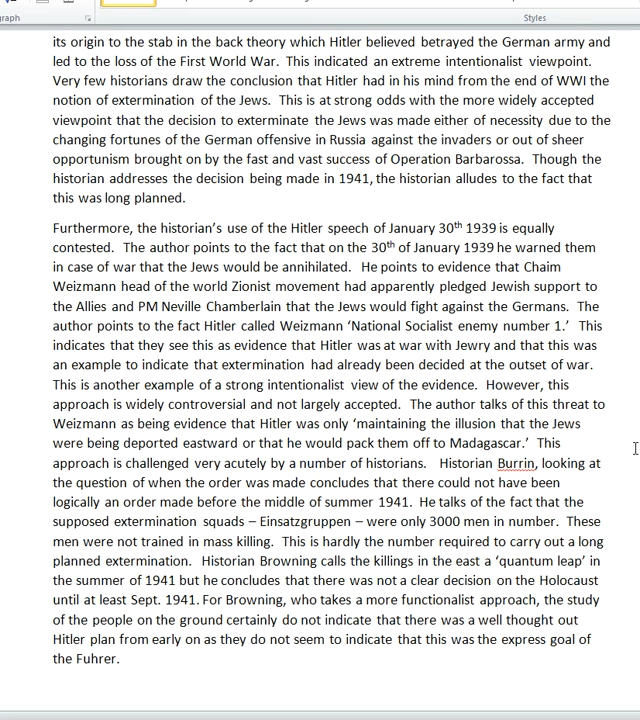 graph
Styles
its origin to the stab in the back theory which Hitler believed betrayed the German army and
led to the loss of the First World War.  This indicated an extreme intentionalist viewpoint.
Very few historians draw the conclusion that Hitler had in his mind from the end of WWI the
notion of extermination of the Jews.  This is at strong odds with the more widely accepted
viewpoint that the decision to exterminate the Jews was made either of necessity due to the
changing fortunes of the German offensive in Russia against the invaders or out of sheer
opportunism brought on by the fast and vast success of Operation Barbarossa.  Though the
historian addresses the decision being made in 1941, the historian alludes to the fact that
this was long planned.
Furthermore, the historian's use of the Hitler speech of January 30th 1939 is equally
contested.  The author points to the fact that on the 30th of January 1939 he warned them
in case of war that the Jews would be annihilated.  He points to evidence that Chaim
Weizmann head of the world Zionist movement had apparently pledged Jewish support to
the Allies and PM Neville Chamberlain that the Jews would fight against the Germans.  The
author points to the fact Hitler called Weizmann 'National Socialist enemy number 1.'  This
indicates that they see this as evidence that Hitler was at war with Jewry and that this was
an example to indicate that extermination had already been decided at the outset of war.
This is another example of a strong intentionalist view of the evidence.  However, this
approach is widely controversial and not largely accepted.  The author talks of this threat to
Weizmann as being evidence that Hitler was only 'maintaining the illusion that the Jews
were being deported eastward or that he would pack them off to Madagascar.'  This
approach is challenged very acutely by a number of historians.   Historian Burrin, looking at
the question of when the order was made concludes that there could not have been
logically an order made before the middle of summer 1941.  He talks of the fact that the
supposed extermination squads – Einsatzgruppen – were only 3000 men in number.  These
men were not trained in mass killing.  This is hardly the number required to carry out a long
planned extermination.  Historian Browning calls the killings in the east a 'quantum leap' in
the summer of 1941 but he concludes that there was not a clear decision on the Holocaust
until at least Sept. 1941. For Browning, who takes a more functionalist approach, the study
of the people on the ground certainly do not indicate that there was a well thought out
Hitler plan from early on as they do not seem to indicate that this was the express goal of
the Fuhrer.